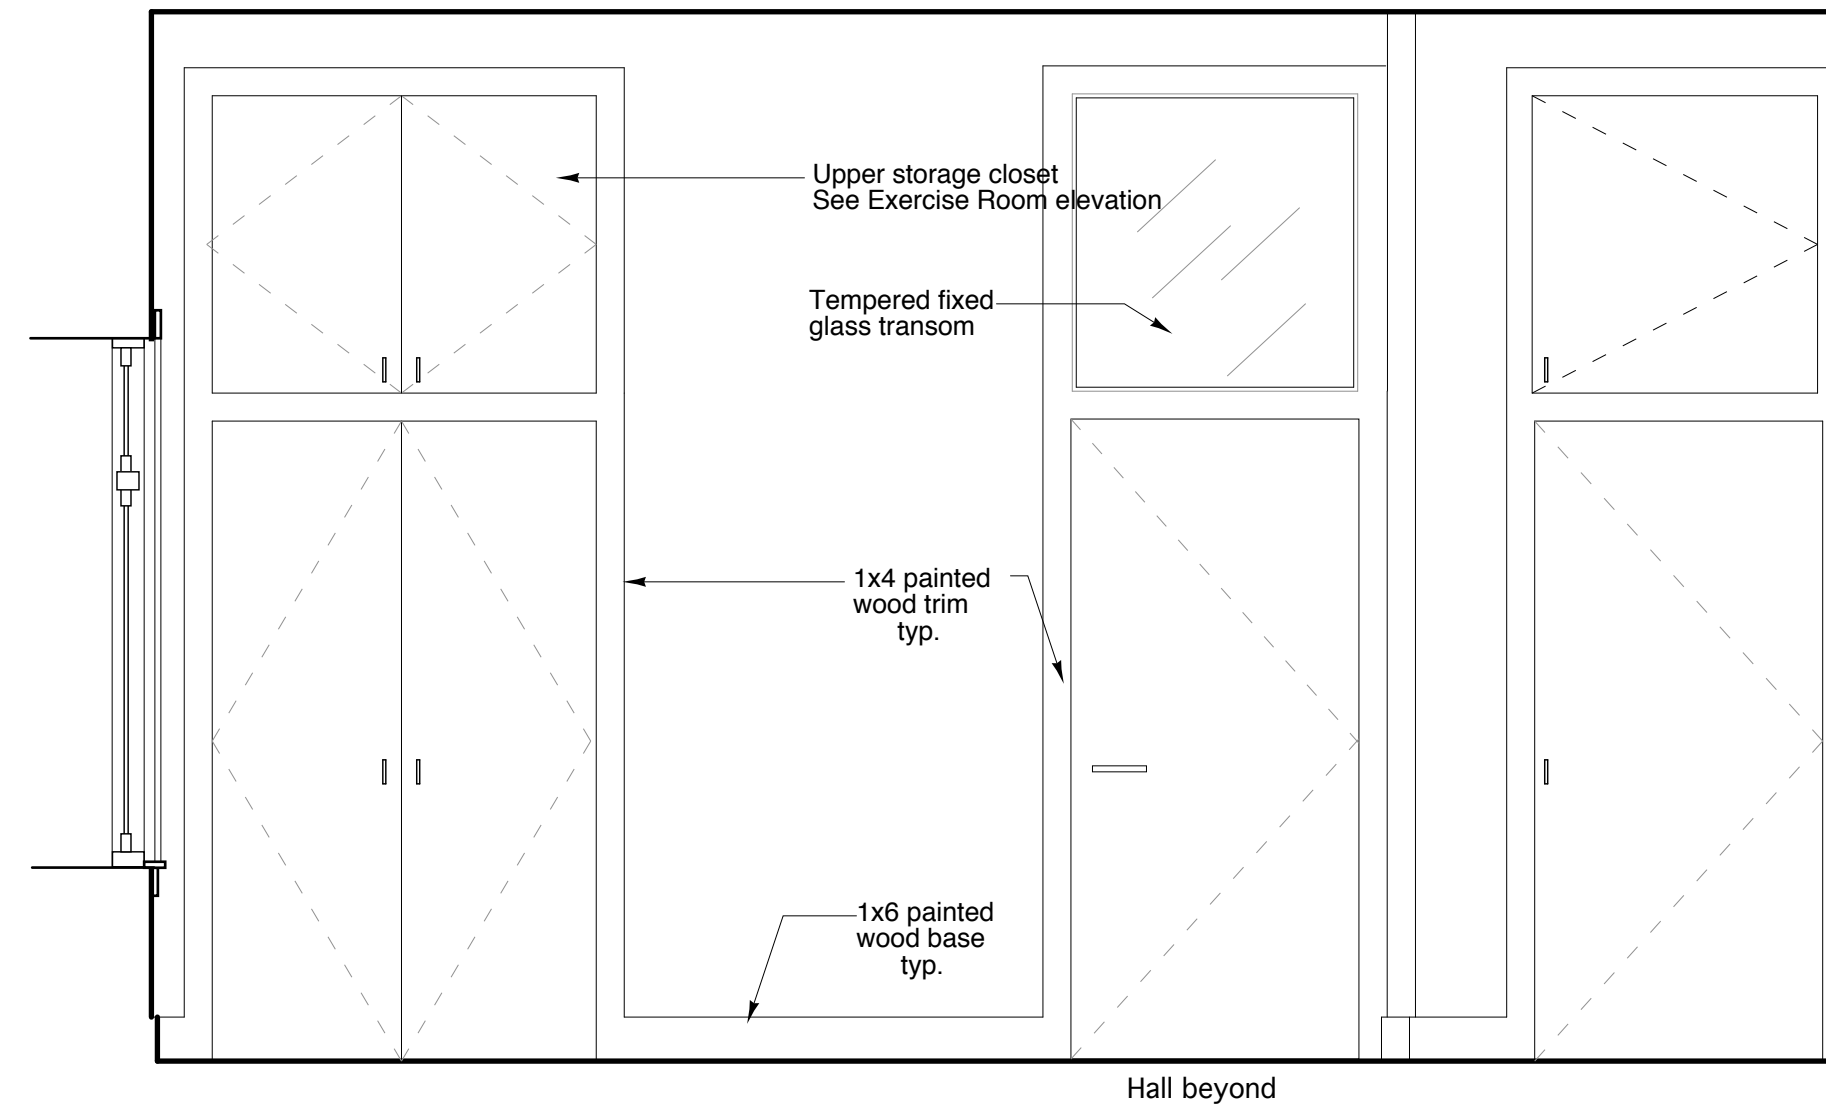 Upper storage closet
See Exercise Room elevation
Tempered fixed
glass transom
1x4 painted
wood trim
typ.
1x6 painted
wood base
typ.
Hall beyond